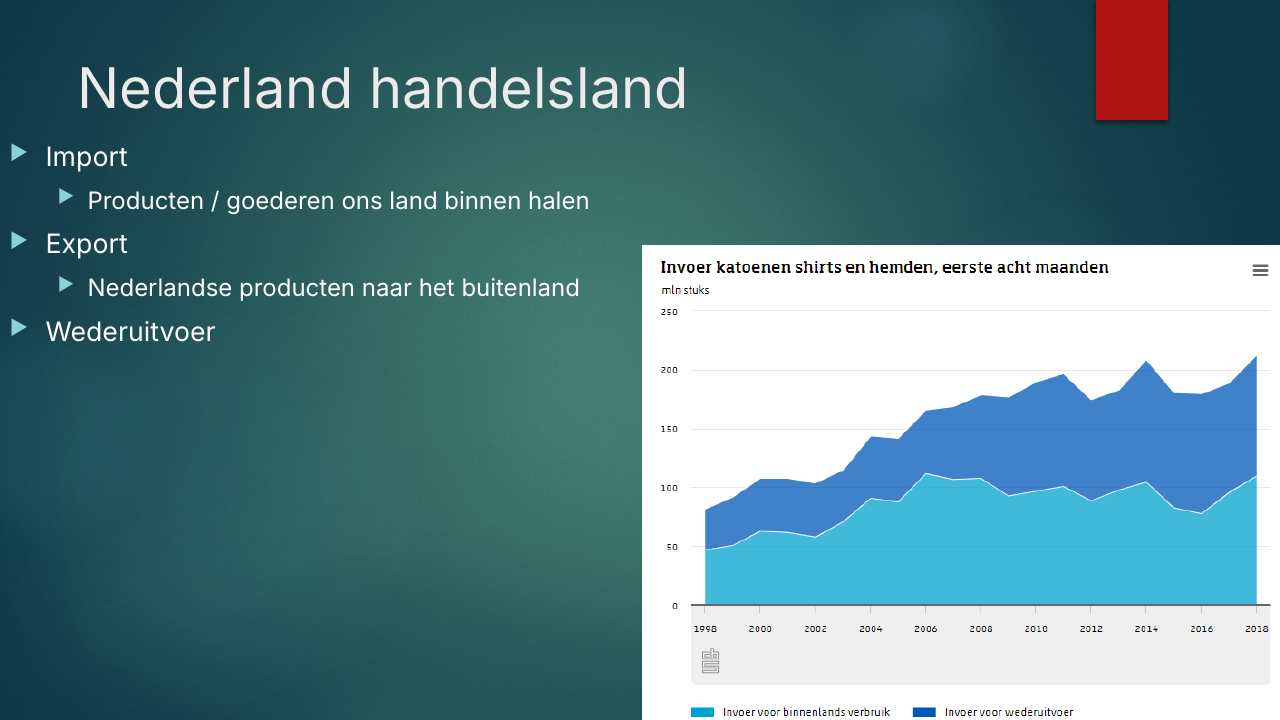 Nederland handelsland
Import
Producten / goederen ons land binnen halen
Export
Nederlandse producten naar het buitenland
Wederuitvoer
Invoer katoenen shirts en hemden, eerste acht maanden
mln stuks
250
200
150
100
50
0
1998 2000 2002 2004 2006 2008 2010 2012 2014 2016 2018
Invoer voor binnenlands verbruik Invoer voor wederuitvoer